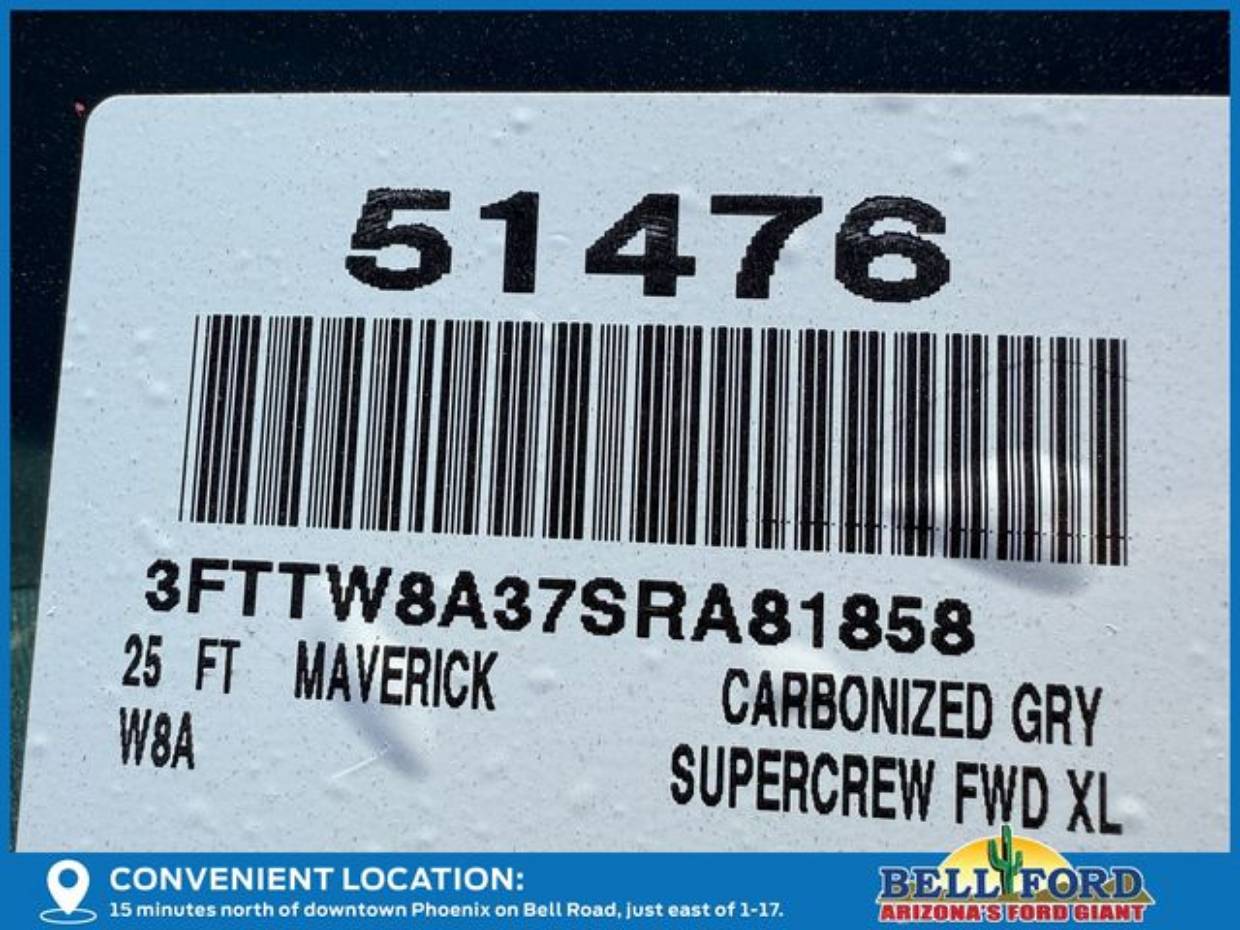 51476
3FTTW8A37SRA81858
25 FT MAVERICK CARBONIZED GRY
W8A SUPERCREW FWD XL
CONVENIENT LOCATION:
15 minutes north of downtown Phoenix on Bell Road, just east of 1-17.
BELL FORD
ARIZONA'S FORD GIANT